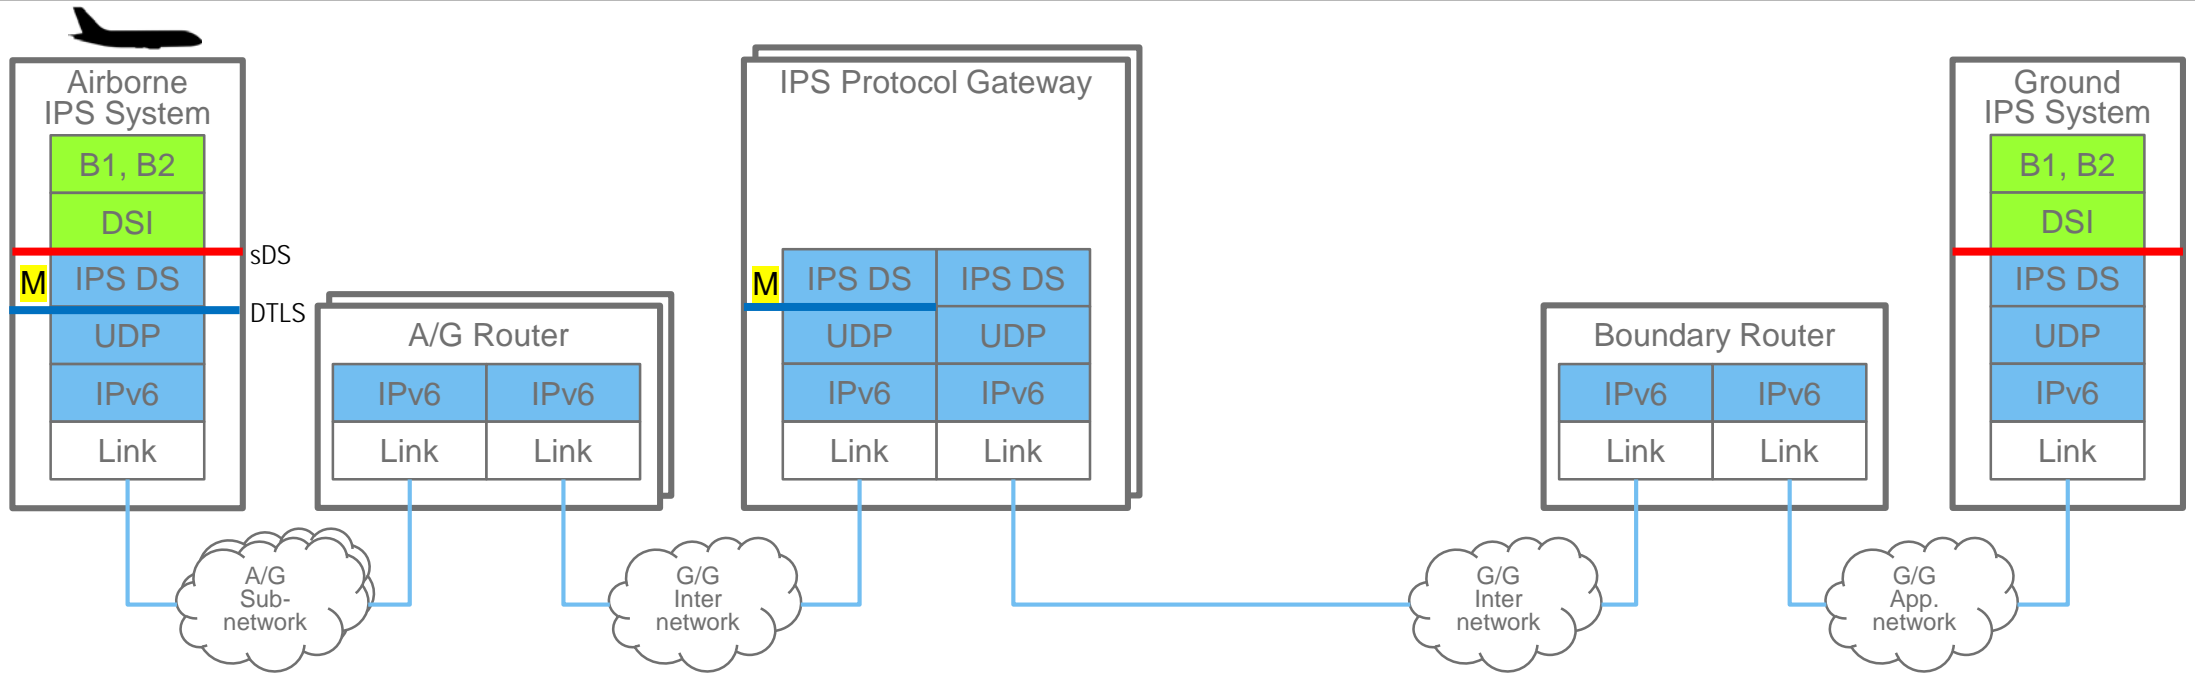 Airborne
IPS System
B1, B2
DSI
sDS
M
IPS DS
DTLS
UDP
IPv6
Link
A/G
Sub-
network
A/G Router
IPv6 IPv6
Link Link
G/G
Inter
network
IPS Protocol Gateway
M
IPS DS IPS DS
UDP UDP
IPv6 IPv6
Link Link
G/G
Inter
network
Boundary Router
IPv6 IPv6
Link Link
G/G
App.
network
Ground
IPS System
B1, B2
DSI
IPS DS
UDP
IPv6
Link